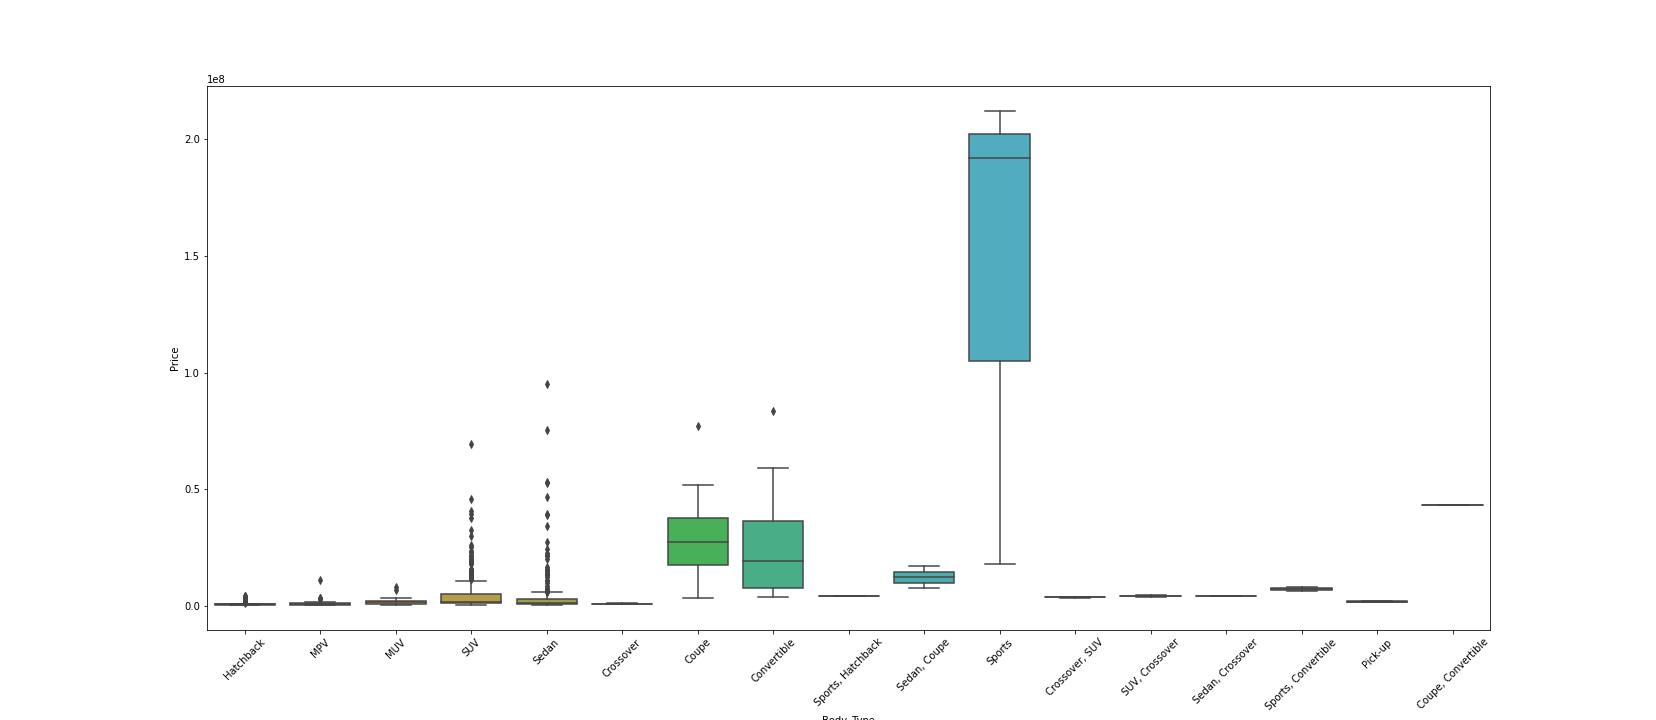 1e8
2.0
1.5
1.0
0.5
0.0
Price
Hatchback
MPV
MUV
SUV
Sedan
Crossover
Coupe
Convertible
Sports, Hatchback
Sedan, Coupe
Sports
Crossover, SUV
SUV, Crossover
Sedan, Crossover
Sports, Convertible
Pick-up
Coupe, Convertible
Body_Type